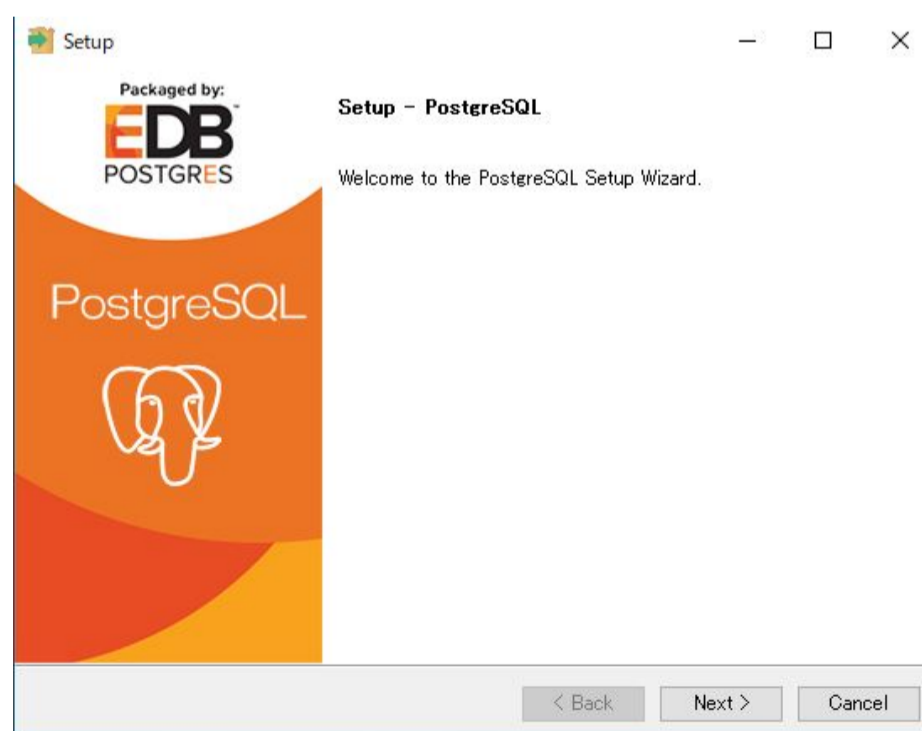 Setup
Packaged by:
EDB
POSTGRES
Setup - PostgreSQL
Welcome to the PostgreSQL Setup Wizard.
PostgreSQL
< Back
Next >
Cancel